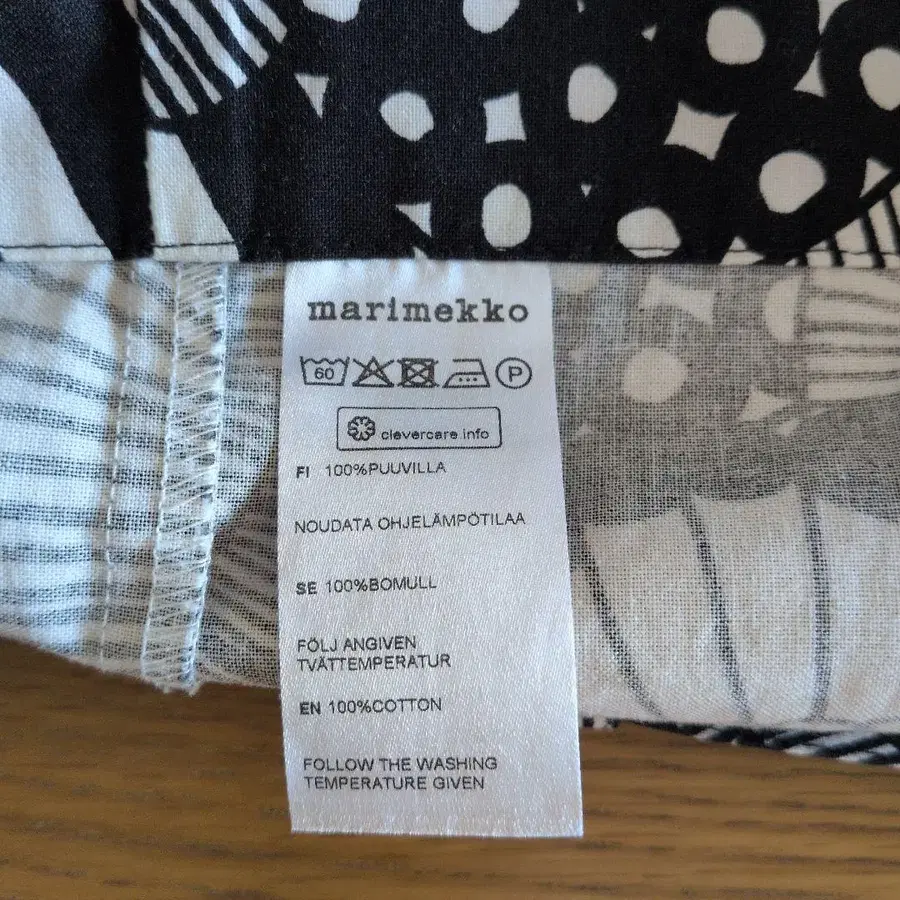 marimekko
60 P
clevercare.info
FI 100%PUUVILLA
NOUDATA OHJELÄMPÖTILAA
SE 100%BOMULL
FÖLJ ANGIVEN
TVÄTTEMPERATUR
EN 100%COTTON
FOLLOW THE WASHING
TEMPERATURE GIVEN